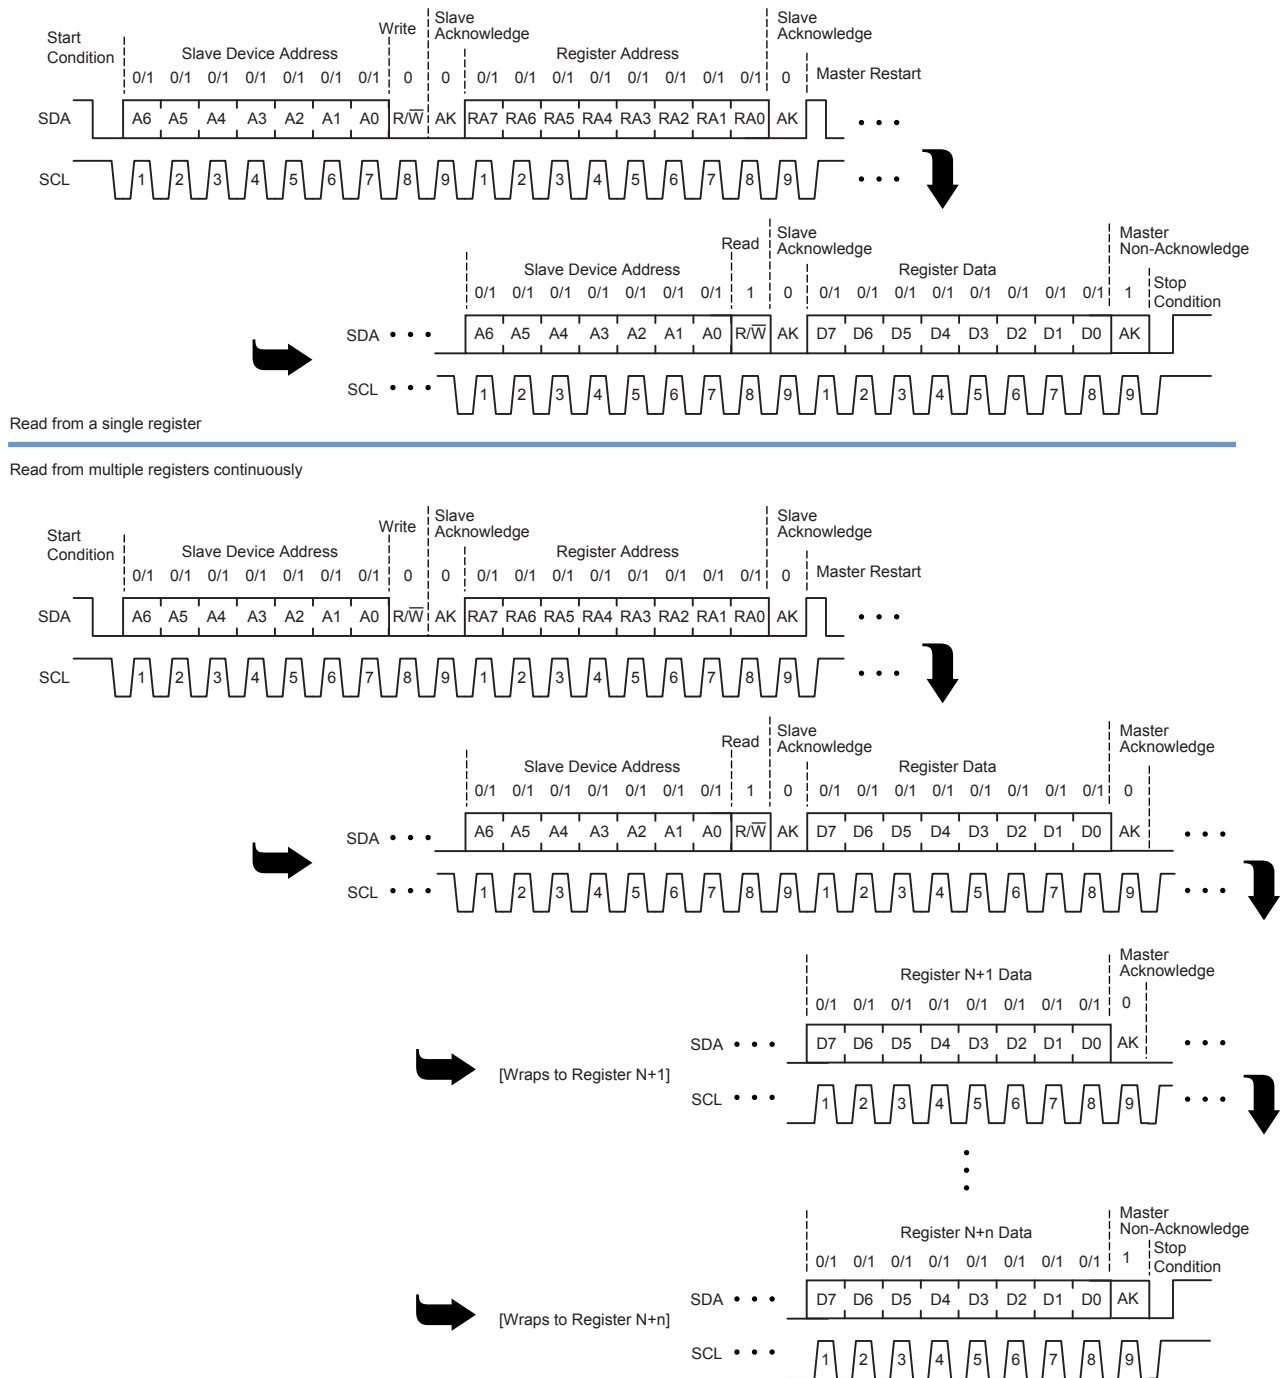 Start
Condition
Slave Device Address
Write
Slave
Acknowledge
Register Address
Slave
Acknowledge
Master Restart
0/1 0/1 0/1 0/1 0/1 0/1 0/1 0 0 0/1 0/1 0/1 0/1 0/1 0/1 0/1 0/1 0
SDA A6 A5 A4 A3 A2 A1 A0 R/W̅ AK RA7 RA6 RA5 RA4 RA3 RA2 RA1 RA0 AK • • •
SCL 1 2 3 4 5 6 7 8 9 1 2 3 4 5 6 7 8 9 • • •
Slave Device Address
Read
Slave
Acknowledge
Register Data
Master
Non-Acknowledge
Stop
Condition
0/1 0/1 0/1 0/1 0/1 0/1 0/1 1 0 0/1 0/1 0/1 0/1 0/1 0/1 0/1 0/1 1
SDA • • • A6 A5 A4 A3 A2 A1 A0 R/W̅ AK D7 D6 D5 D4 D3 D2 D1 D0 AK
SCL • • • 1 2 3 4 5 6 7 8 9 1 2 3 4 5 6 7 8 9
Read from a single register
Read from multiple registers continuously
Start
Condition
Slave Device Address
Write
Slave
Acknowledge
Register Address
Slave
Acknowledge
Master Restart
0/1 0/1 0/1 0/1 0/1 0/1 0/1 0 0 0/1 0/1 0/1 0/1 0/1 0/1 0/1 0/1 0
SDA A6 A5 A4 A3 A2 A1 A0 R/W̅ AK RA7 RA6 RA5 RA4 RA3 RA2 RA1 RA0 AK • • •
SCL 1 2 3 4 5 6 7 8 9 1 2 3 4 5 6 7 8 9 • • •
Slave Device Address
Read
Slave
Acknowledge
Register Data
Master
Acknowledge
0/1 0/1 0/1 0/1 0/1 0/1 0/1 1 0 0/1 0/1 0/1 0/1 0/1 0/1 0/1 0/1 0
SDA • • • A6 A5 A4 A3 A2 A1 A0 R/W̅ AK D7 D6 D5 D4 D3 D2 D1 D0 AK • • •
SCL • • • 1 2 3 4 5 6 7 8 9 1 2 3 4 5 6 7 8 9 • • •
Register N+1 Data
Master
Acknowledge
0/1 0/1 0/1 0/1 0/1 0/1 0/1 0/1 0
SDA • • • D7 D6 D5 D4 D3 D2 D1 D0 AK • • •
[Wraps to Register N+1]
SCL • • • 1 2 3 4 5 6 7 8 9 • • •
Register N+n Data
Master
Non-Acknowledge
Stop
Condition
0/1 0/1 0/1 0/1 0/1 0/1 0/1 0/1 1
SDA • • • D7 D6 D5 D4 D3 D2 D1 D0 AK
[Wraps to Register N+n]
SCL • • • 1 2 3 4 5 6 7 8 9